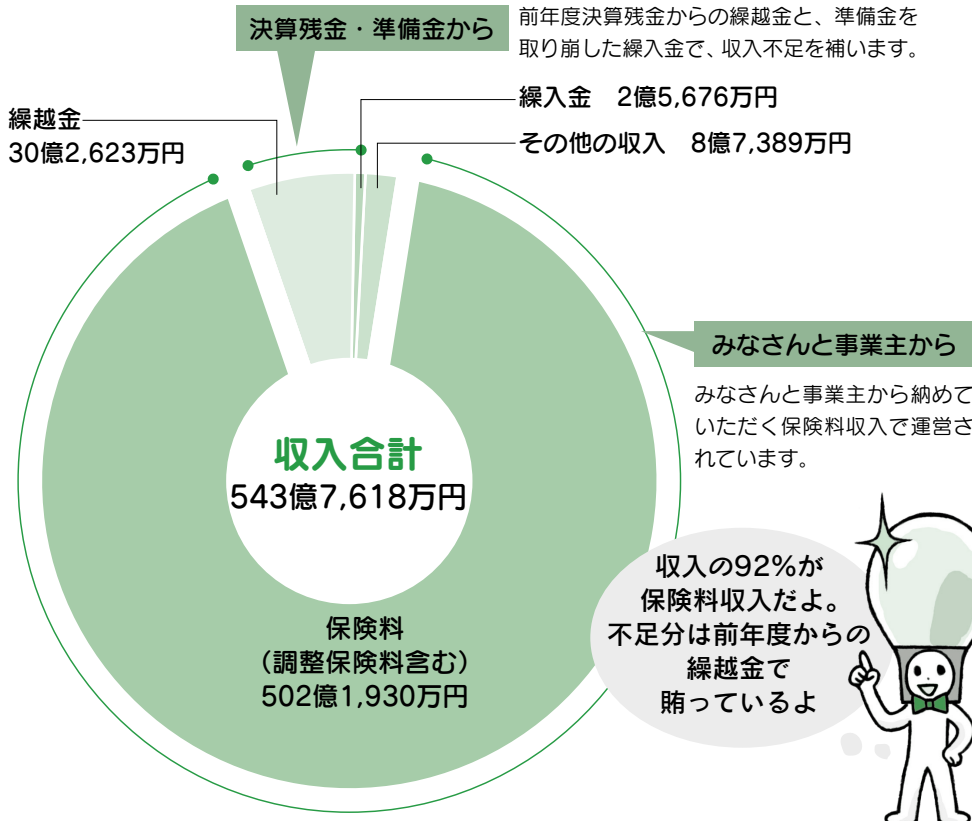 決算残金・準備金から
前年度決算残金からの繰越金と、準備金を
取り崩した繰入金で、収入不足を補います。
繰入金　2億5,676万円
その他の収入　8億7,389万円
繰越金
30億2,623万円
みなさんと事業主から
みなさんと事業主から納めて
いただく保険料収入で運営さ
れています。
収入合計
543億7,618万円
保険料
（調整保険料含む）
502億1,930万円
収入の92%が
保険料収入だよ。
不足分は前年度からの
繰越金で
賄っているよ